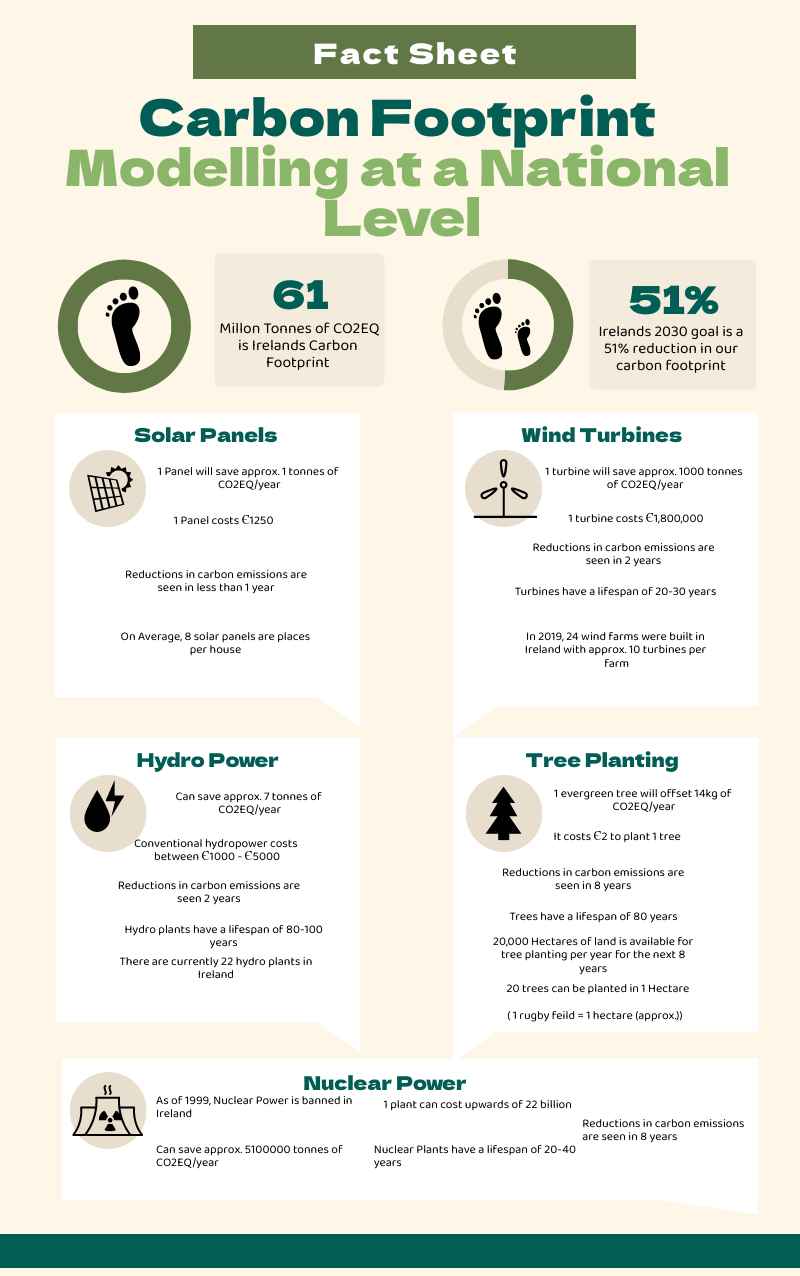 Fact Sheet
Carbon Footprint
Modelling at a National
Level
61
Millon Tonnes of CO2EQ
is Irelands Carbon
Footprint
51%
Irelands 2030 goal is a
51% reduction in our
carbon footprint
Solar Panels
1 Panel will save approx. 1 tonnes of
CO2EQ/year
1 Panel costs €1250
Reductions in carbon emissions are
seen in less than 1 year
On Average, 8 solar panels are places
per house
Wind Turbines
1 turbine will save approx. 1000 tonnes
of CO2EQ/year
1 turbine costs €1,800,000
Reductions in carbon emissions are
seen in 2 years
Turbines have a lifespan of 20-30 years
In 2019, 24 wind farms were built in
Ireland with approx. 10 turbines per
farm
Hydro Power
Can save approx. 7 tonnes of
CO2EQ/year
Conventional hydropower costs
between €1000 - €5000
Reductions in carbon emissions are
seen 2 years
Hydro plants have a lifespan of 80-100
years
There are currently 22 hydro plants in
Ireland
Tree Planting
1 evergreen tree will offset 14kg of
CO2EQ/year
It costs €2 to plant 1 tree
Reductions in carbon emissions are
seen in 8 years
Trees have a lifespan of 80 years
20,000 Hectares of land is available for
tree planting per year for the next 8
years
20 trees can be planted in 1 Hectare
( 1 rugby feild = 1 hectare (approx.))
Nuclear Power
As of 1999, Nuclear Power is banned in
Ireland
Can save approx. 5100000 tonnes of
CO2EQ/year
1 plant can cost upwards of 22 billion
Nuclear Plants have a lifespan of 20-40
years
Reductions in carbon emissions
are seen in 8 years